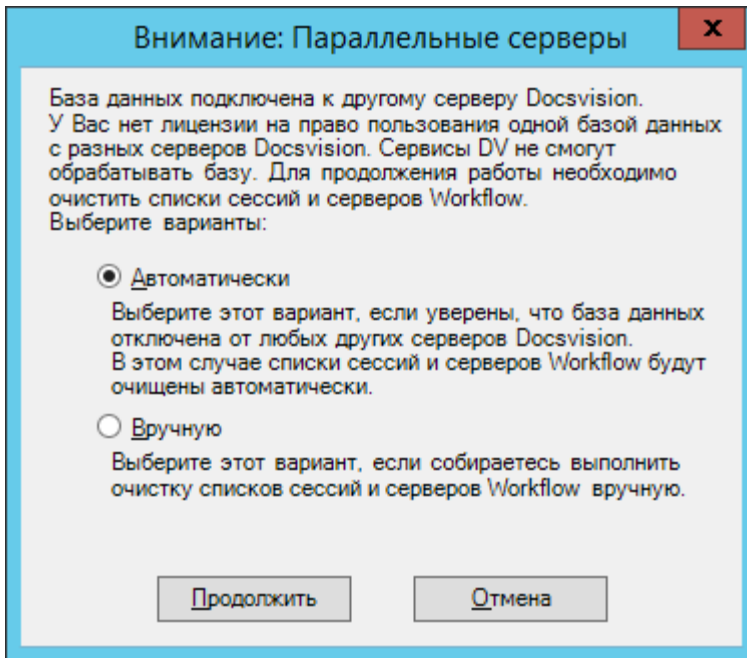 Внимание: Параллельные серверы
x
База данных подключена к другому серверу Docsvision.
У Вас нет лицензии на право пользования одной базой данных
с разных серверов Docsvision. Сервисы DV не смогут
обрабатывать базу. Для продолжения работы необходимо
очистить списки сессий и серверов Workflow.
Выберите варианты:
Автоматически
Выберите этот вариант, если уверены, что база данных
отключена от любых других серверов Docsvision.
В этом случае списки сессий и серверов Workflow будут
очищены автоматически.
Вручную
Выберите этот вариант, если собираетесь выполнить
очистку списков сессий и серверов Workflow вручную.
Продолжить
Отмена